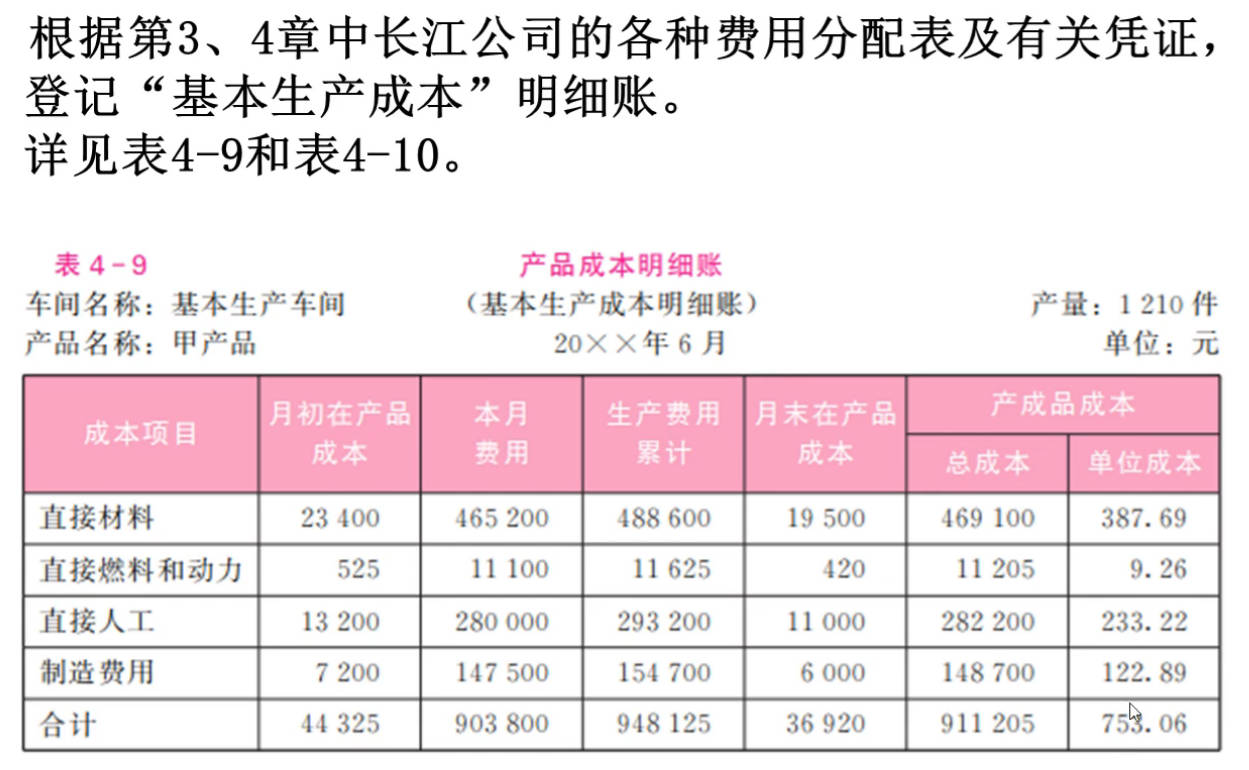 根据第3、4章中长江公司的各种费用分配表及有关凭证，
登记“基本生产成本”明细账。
详见表4-9和表4-10。
表 4-9 产品成本明细账
车间名称：基本生产车间 （基本生产成本明细账） 产量：1 210 件
产品名称：甲产品 20××年 6 月 单位：元
成本项目 月初在产品成本 本月费用 生产费用累计 月末在产品成本 产成品成本
总成本 单位成本
直接材料 23 400 465 200 488 600 19 500 469 100 387.69
直接燃料和动力 525 11 100 11 625 420 11 205 9.26
直接人工 13 200 280 000 293 200 11 000 282 200 233.22
制造费用 7 200 147 500 154 700 6 000 148 700 122.89
合计 44 325 903 800 948 125 36 920 911 205 753.06